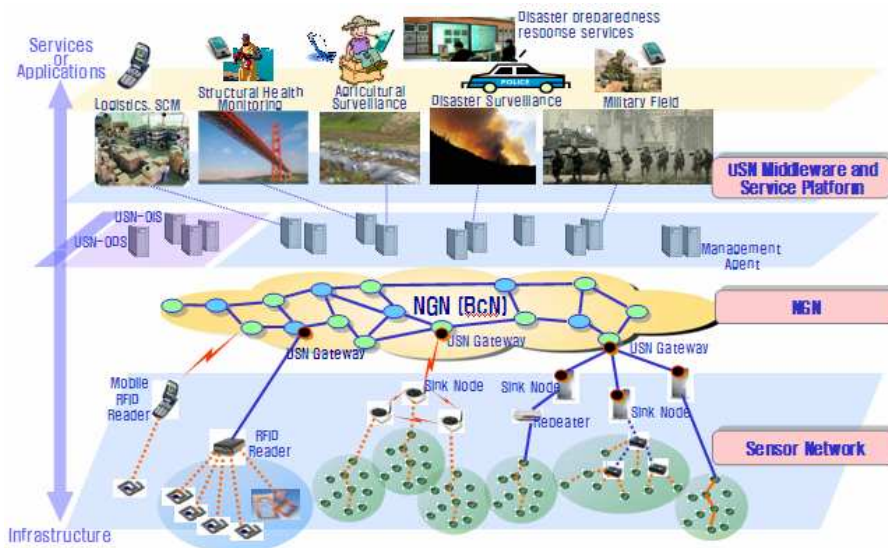 Services
or
Applications
Disaster preparedness
response services
Logistics, SCM
Structural Health
Monitoring
Agricultural
Surveillance
POLICE
Disaster Surveillance
Military Field
USN Middleware and
Service Platform
USN-OIS
USN-ODS
Management
Agent
NGN (BcN)
NGN
USN Gateway
USN Gateway
USN Gateway
Mobile
RFID
Reader
Sink Node
Sink Node
Sink Node
Repeater
RFID
Reader
Sensor Network
Infrastructure